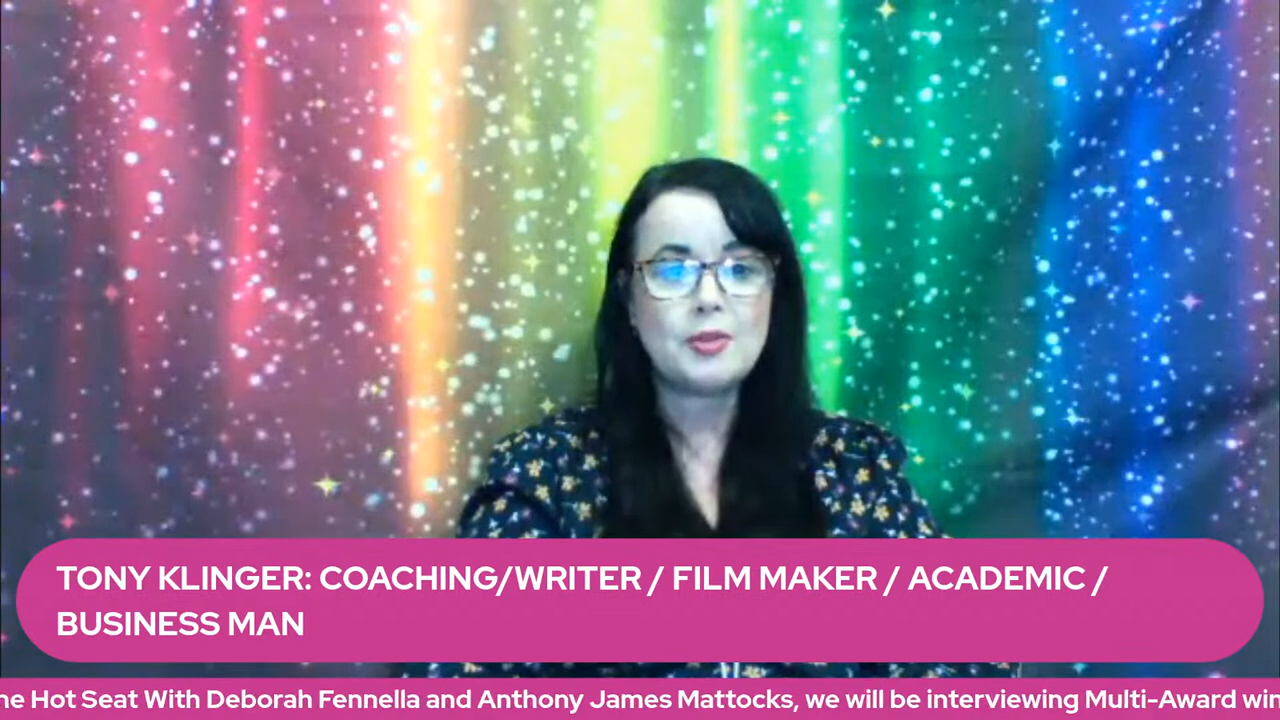 TONY KLINGER: COACHING/WRITER / FILM MAKER / ACADEMIC /
BUSINESS MAN
Hot Seat With Deborah Fennella and Anthony James Mattocks, we will be interviewing Multi-Award